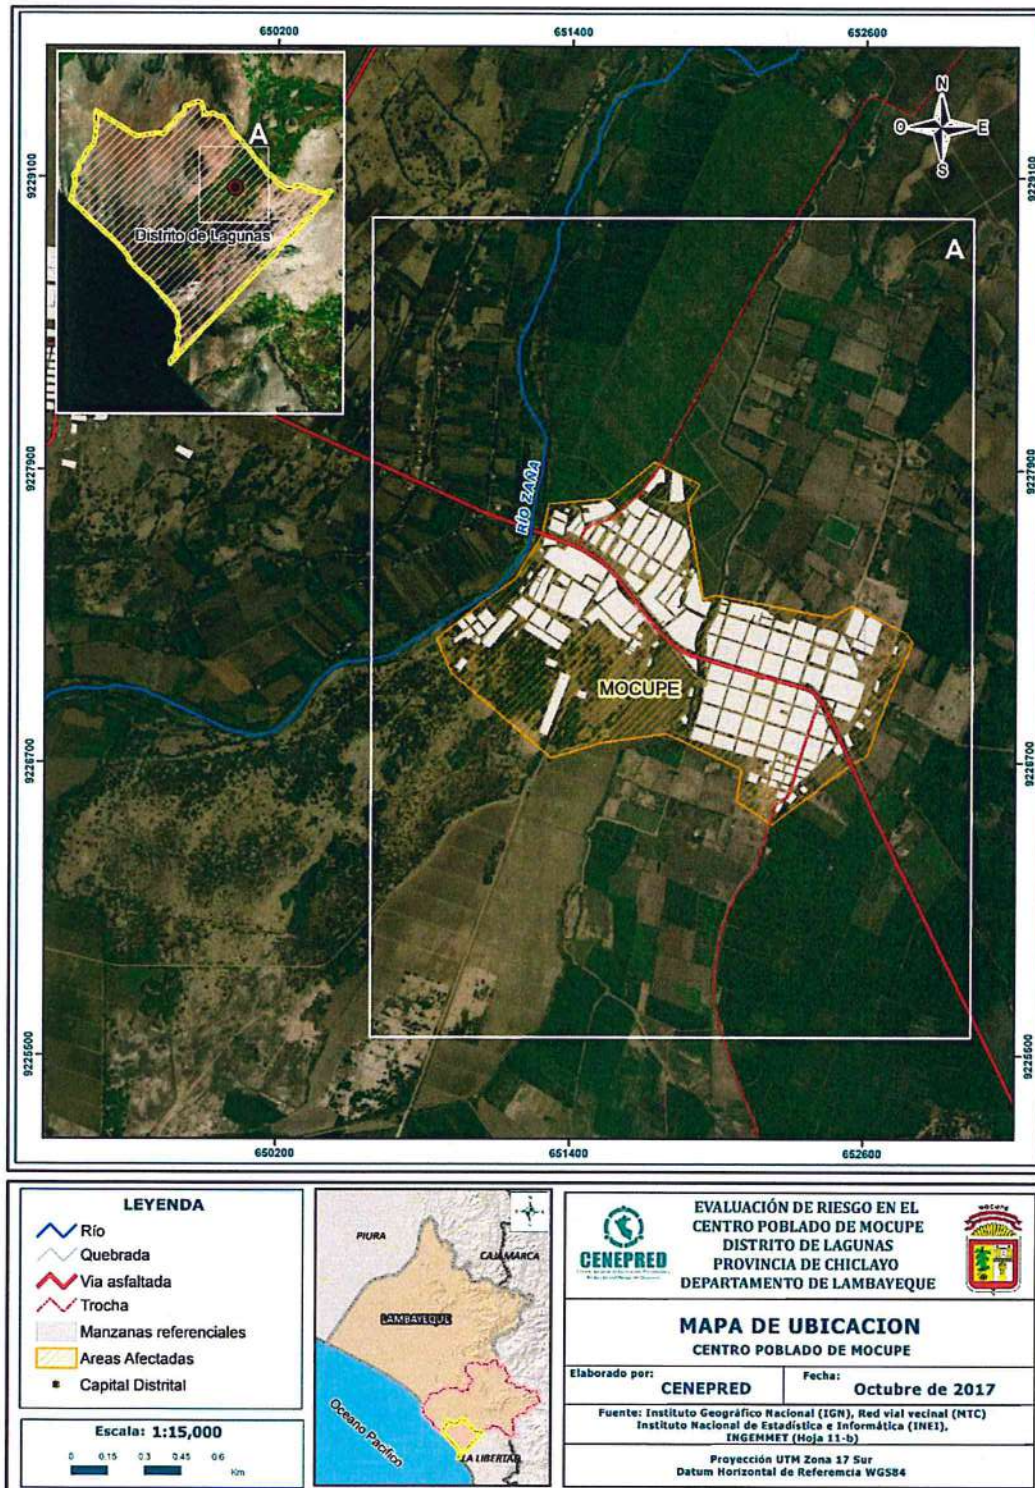 650200
651400
652600
9229100
9229100
N
O
E
S
A
Distrito de Lagunas
A
9227900
9227900
RÍO ZAÑA
MOCUPE
9226700
9226700
9225500
9225500
650200
651400
652600
LEYENDA
Río
Quebrada
Via asfaltada
Trocha
Manzanas referenciales
Areas Afectadas
Capital Distrital
Escala: 1:15,000
0 0.15 0.3 0.45 0.6
Km
PIURA
CAJAMARCA
LAMBAYEQUE
Oceano Pacifico
LA LIBERTAD
CENEPRED
EVALUACIÓN DE RIESGO EN EL
CENTRO POBLADO DE MOCUPE
DISTRITO DE LAGUNAS
PROVINCIA DE CHICLAYO
DEPARTAMENTO DE LAMBAYEQUE
MOCUPE
MAPA DE UBICACION
CENTRO POBLADO DE MOCUPE
Elaborado por:
CENEPRED
Fecha:
Octubre de 2017
Fuente: Instituto Geográfico Nacional (IGN), Red vial vecinal (MTC)
Instituto Nacional de Estadística e Informática (INEI),
INGEMMET (Hoja 11-b)
Proyección UTM Zona 17 Sur
Datum Horizontal de Referencia WGS84